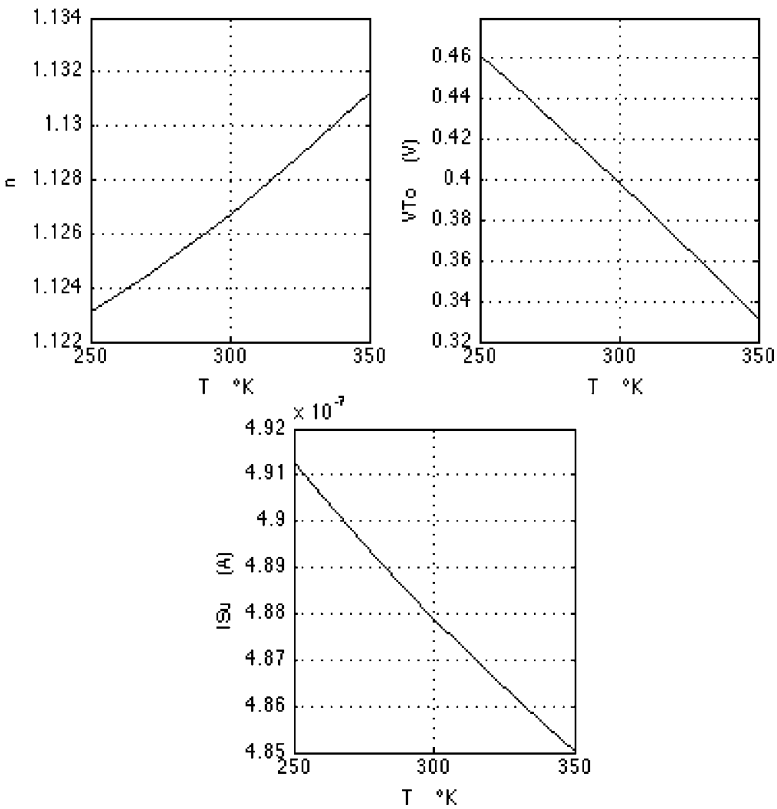 1.134
1.132
1.13
1.128
1.126
1.124
1.122
n
250 300 350
T °K
0.46
0.44
0.42
0.4
0.38
0.36
0.34
0.32
VTo (V)
250 300 350
T °K
x 10⁻⁷
4.92
4.91
4.9
4.89
4.88
4.87
4.86
4.85
ISu (A)
250 300 350
T °K